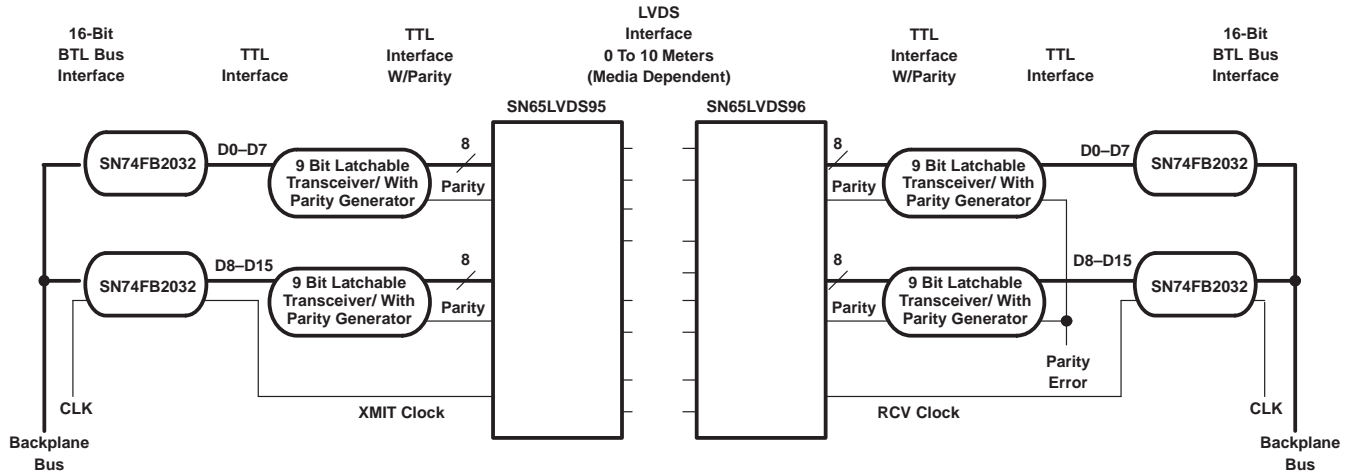 16-Bit
BTL Bus
Interface
TTL
Interface
TTL
Interface
W/Parity
LVDS
Interface
0 To 10 Meters
(Media Dependent)
TTL
Interface
W/Parity
TTL
Interface
16-Bit
BTL Bus
Interface
SN65LVDS95
SN65LVDS96
SN74FB2032
D0–D7
9 Bit Latchable
Transceiver/ With
Parity Generator
8
Parity
8
Parity
9 Bit Latchable
Transceiver/ With
Parity Generator
D0–D7
SN74FB2032
SN74FB2032
D8–D15
9 Bit Latchable
Transceiver/ With
Parity Generator
8
Parity
8
Parity
9 Bit Latchable
Transceiver/ With
Parity Generator
D8–D15
SN74FB2032
Parity
Error
CLK
XMIT Clock
RCV Clock
CLK
Backplane
Bus
Backplane
Bus